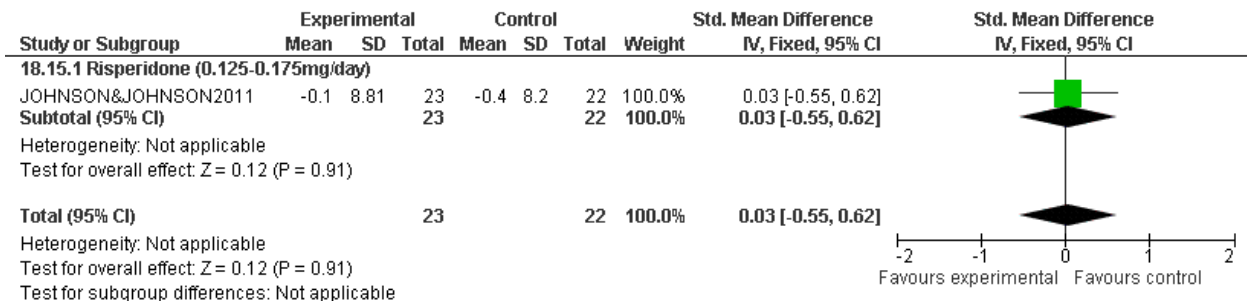 Experimental Control Std. Mean Difference Std. Mean Difference
Study or Subgroup Mean SD Total Mean SD Total Weight IV, Fixed, 95% CI IV, Fixed, 95% CI
18.15.1 Risperidone (0.125-0.175mg/day)
JOHNSON&JOHNSON2011 -0.1 8.81 23 -0.4 8.2 22 100.0% 0.03 [-0.55, 0.62]
Subtotal (95% CI) 23 22 100.0% 0.03 [-0.55, 0.62]
Heterogeneity: Not applicable
Test for overall effect: Z = 0.12 (P = 0.91)
Total (95% CI) 23 22 100.0% 0.03 [-0.55, 0.62]
Heterogeneity: Not applicable
Test for overall effect: Z = 0.12 (P = 0.91)
Test for subgroup differences: Not applicable
-2 -1 0 1 2
Favours experimental Favours control